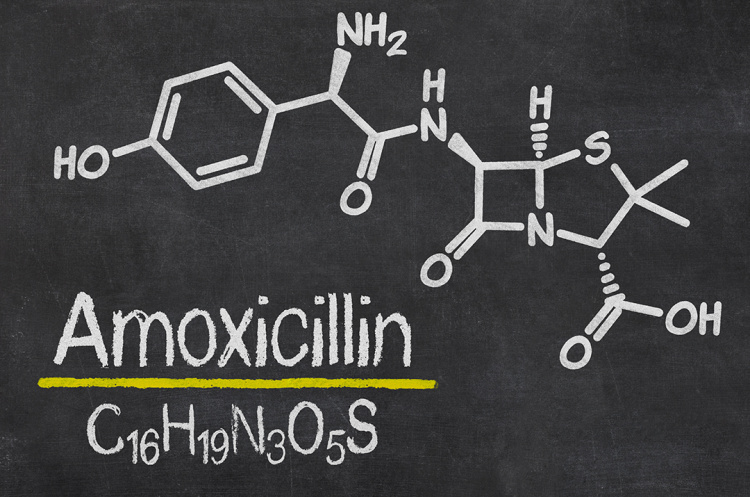 NH₂
H
H
HO
N
S
O
N
O
OH
O
Amoxicillin
C₁₆H₁₉N₃O₅S